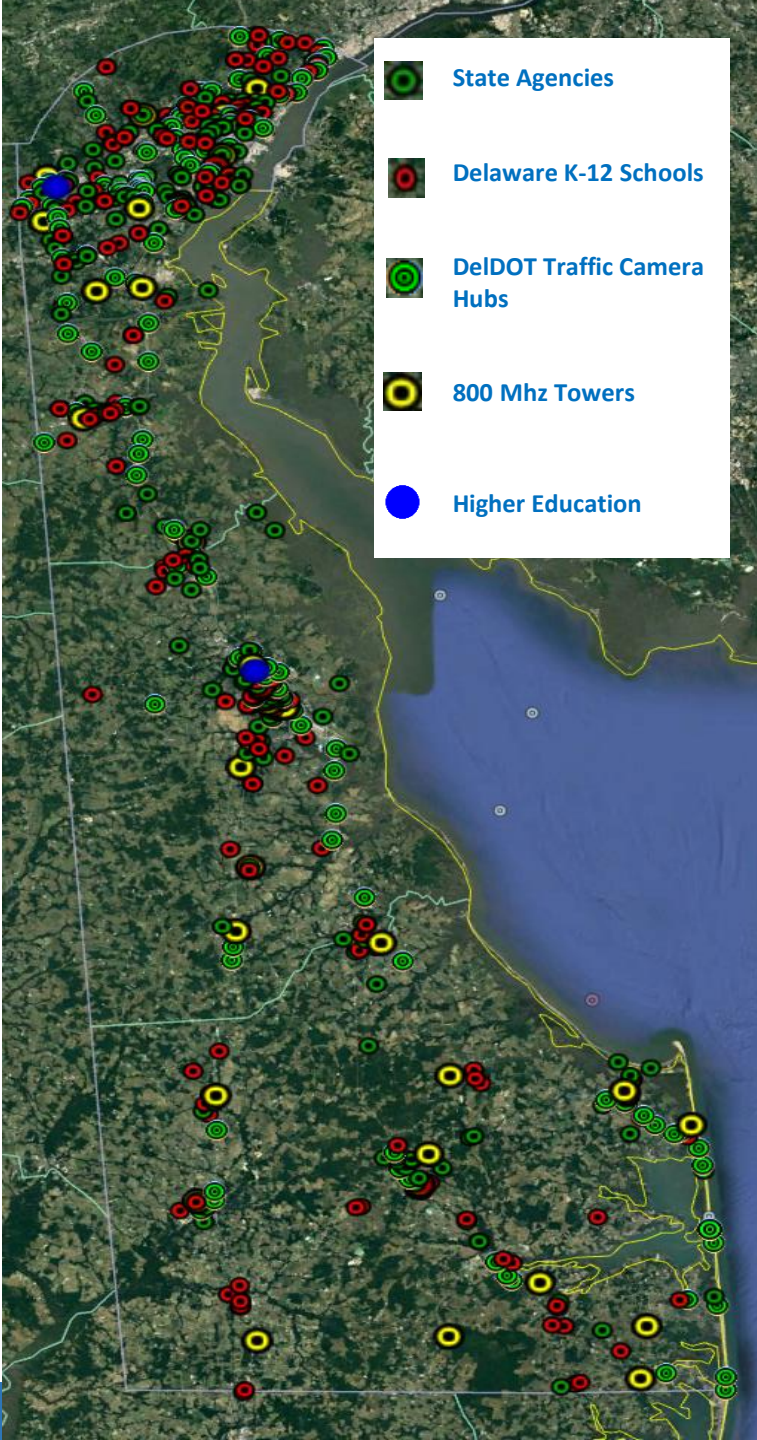 State Agencies
Delaware K-12 Schools
DelDOT Traffic Camera
Hubs
800 Mhz Towers
Higher Education